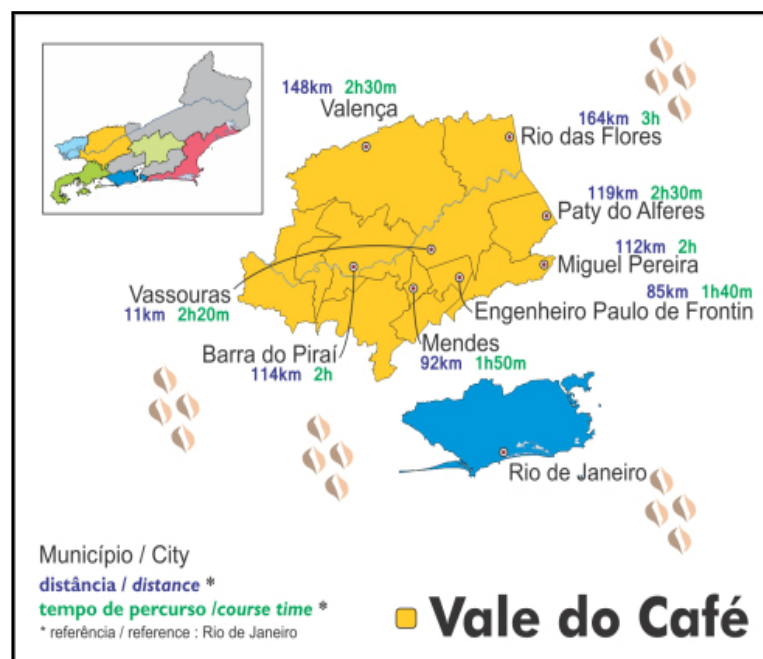 148km 2h30m
Valença
164km 3h
Rio das Flores
119km 2h30m
Paty do Alferes
112km 2h
Miguel Pereira
85km 1h40m
Engenheiro Paulo de Frontin
Vassouras
11km 2h20m
Mendes
92km 1h50m
Barra do Piraí
114km 2h
Rio de Janeiro
Município / City
distância / distance *
tempo de percurso /course time *
* referência / reference : Rio de Janeiro
Vale do Café